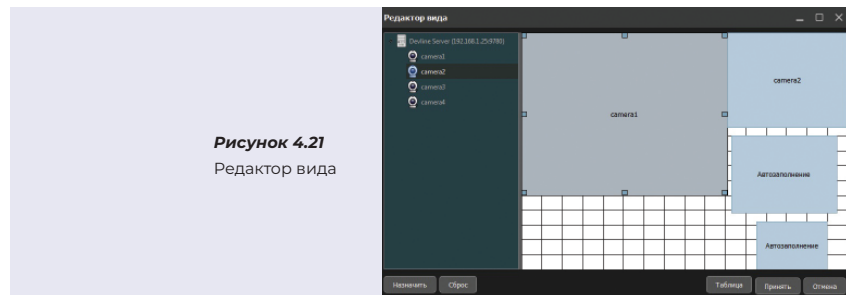 Рисунок 4.21
Редактор вида
Редактор вида
Devline Server (192.168.1.25:9780)
camera1
camera2
camera3
camera4
camera1
camera2
Автозаполнение
Автозаполнение
Назначить
Сброс
Таблица
Принять
Отмена